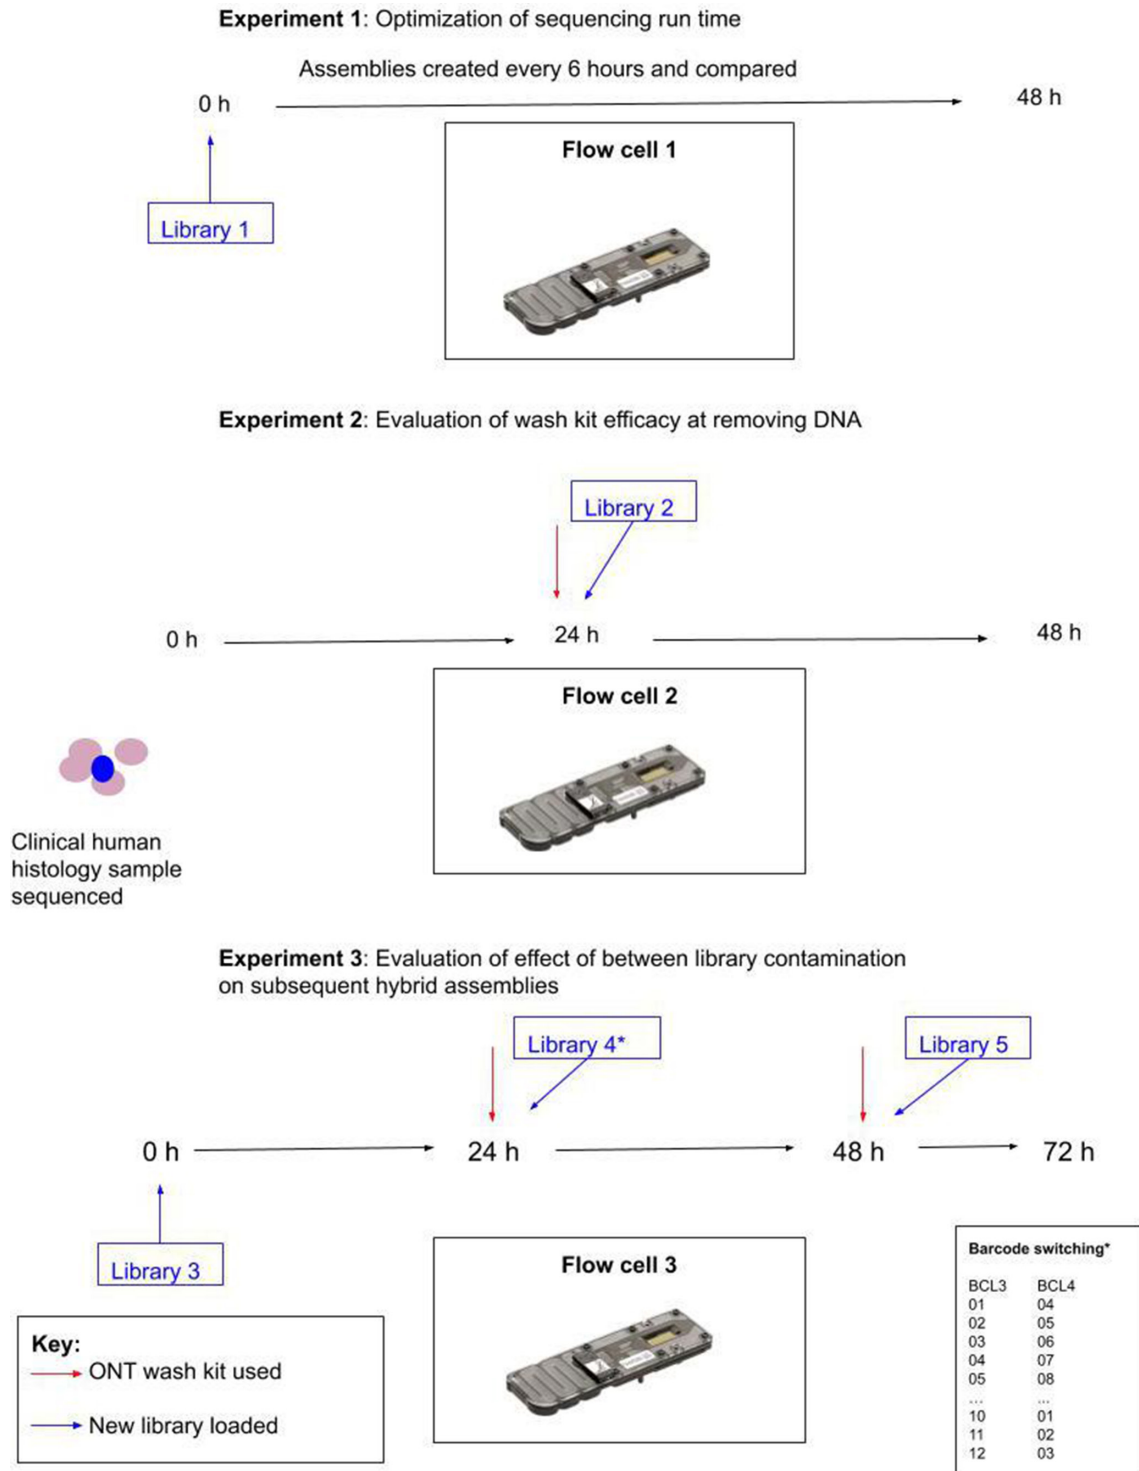 Experiment 1: Optimization of sequencing run time
Assemblies created every 6 hours and compared
0 h
48 h
Flow cell 1
Library 1
Experiment 2: Evaluation of wash kit efficacy at removing DNA
Library 2
0 h
24 h
48 h
Flow cell 2
Clinical human
histology sample
sequenced
Experiment 3: Evaluation of effect of between library contamination
on subsequent hybrid assemblies
Library 4*
Library 5
0 h
24 h
48 h
72 h
Library 3
Flow cell 3
Key:
ONT wash kit used
New library loaded
Barcode switching*
BCL3 BCL4
01 04
02 05
03 06
04 07
05 08
... ...
10 01
11 02
12 03